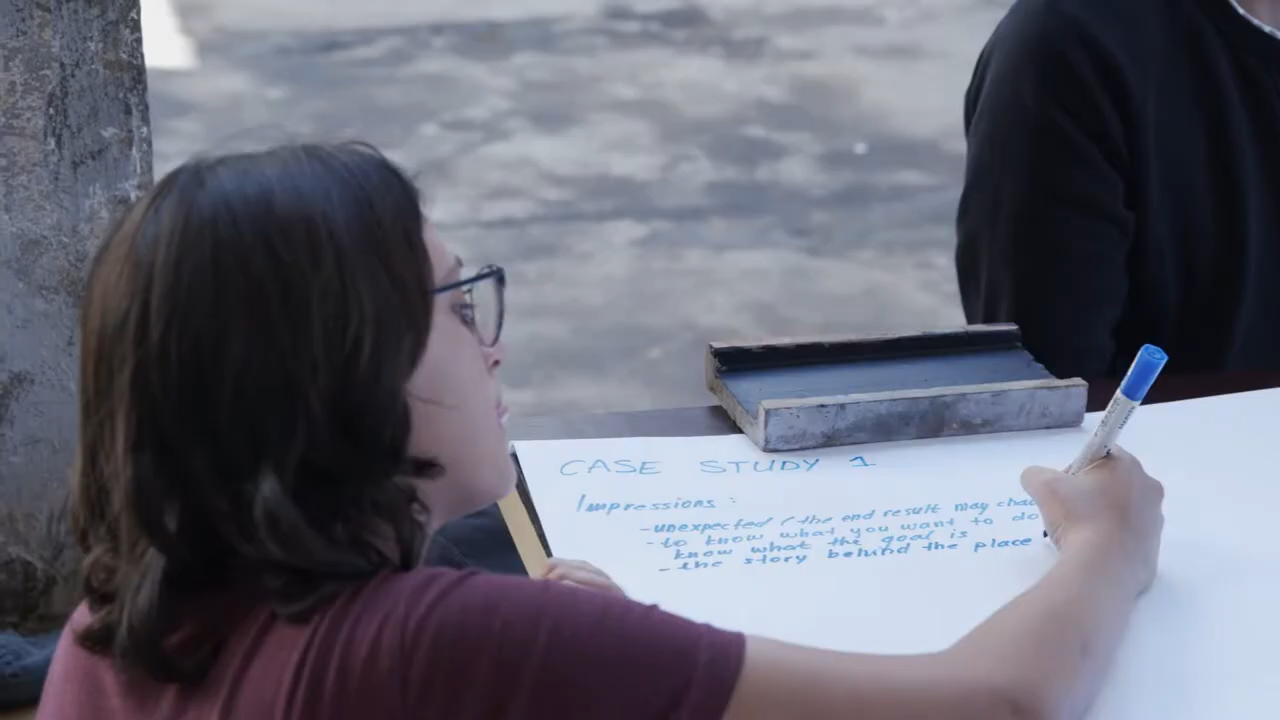 CASE STUDY 1
Impressions :
- unexpected / the end result may
- to know what you want to do
know what the goal is
- the story behind the place